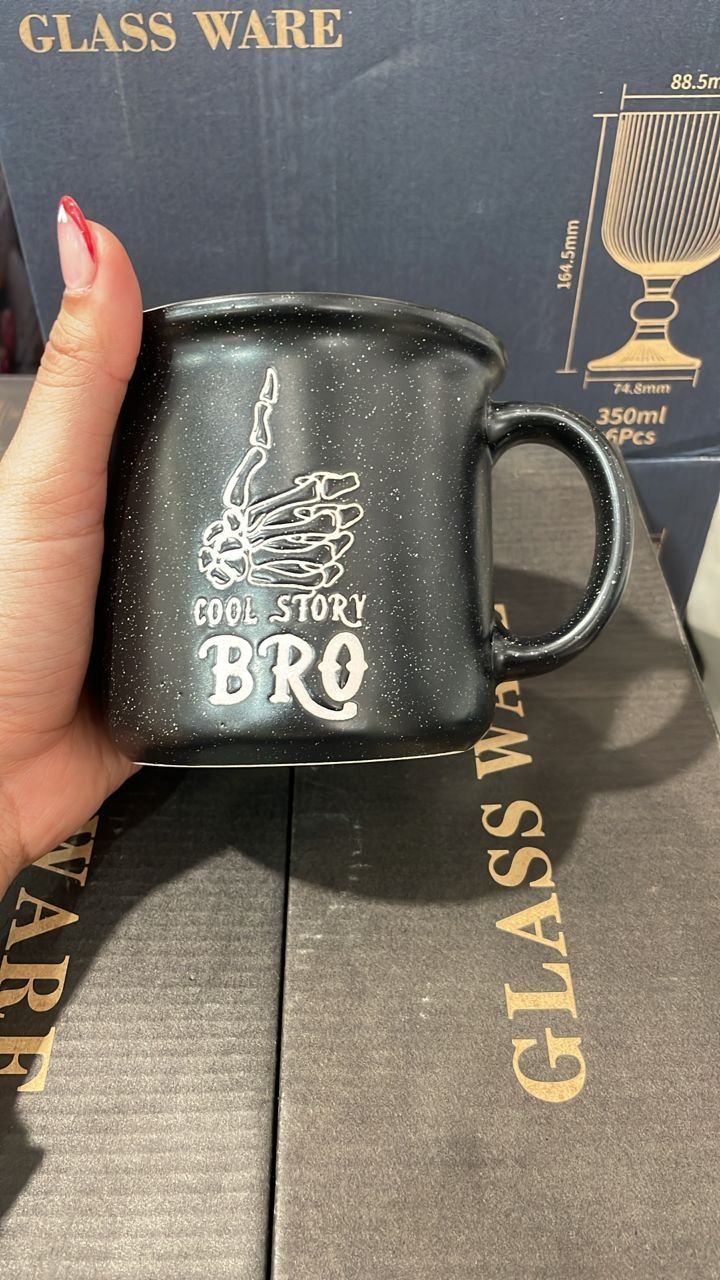 GLASS WARE
88.5m
164.5mm
74.8mm
350ml
6Pcs
COOL STORY
BRO
GLASS WARE
WARE